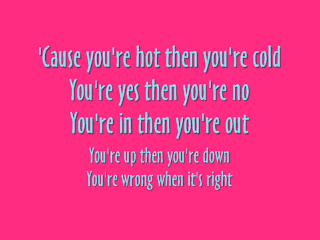 'Cause you're hot then you're cold
You're yes then you're no
You're in then you're out
You're up then you're down
You're wrong when it's right